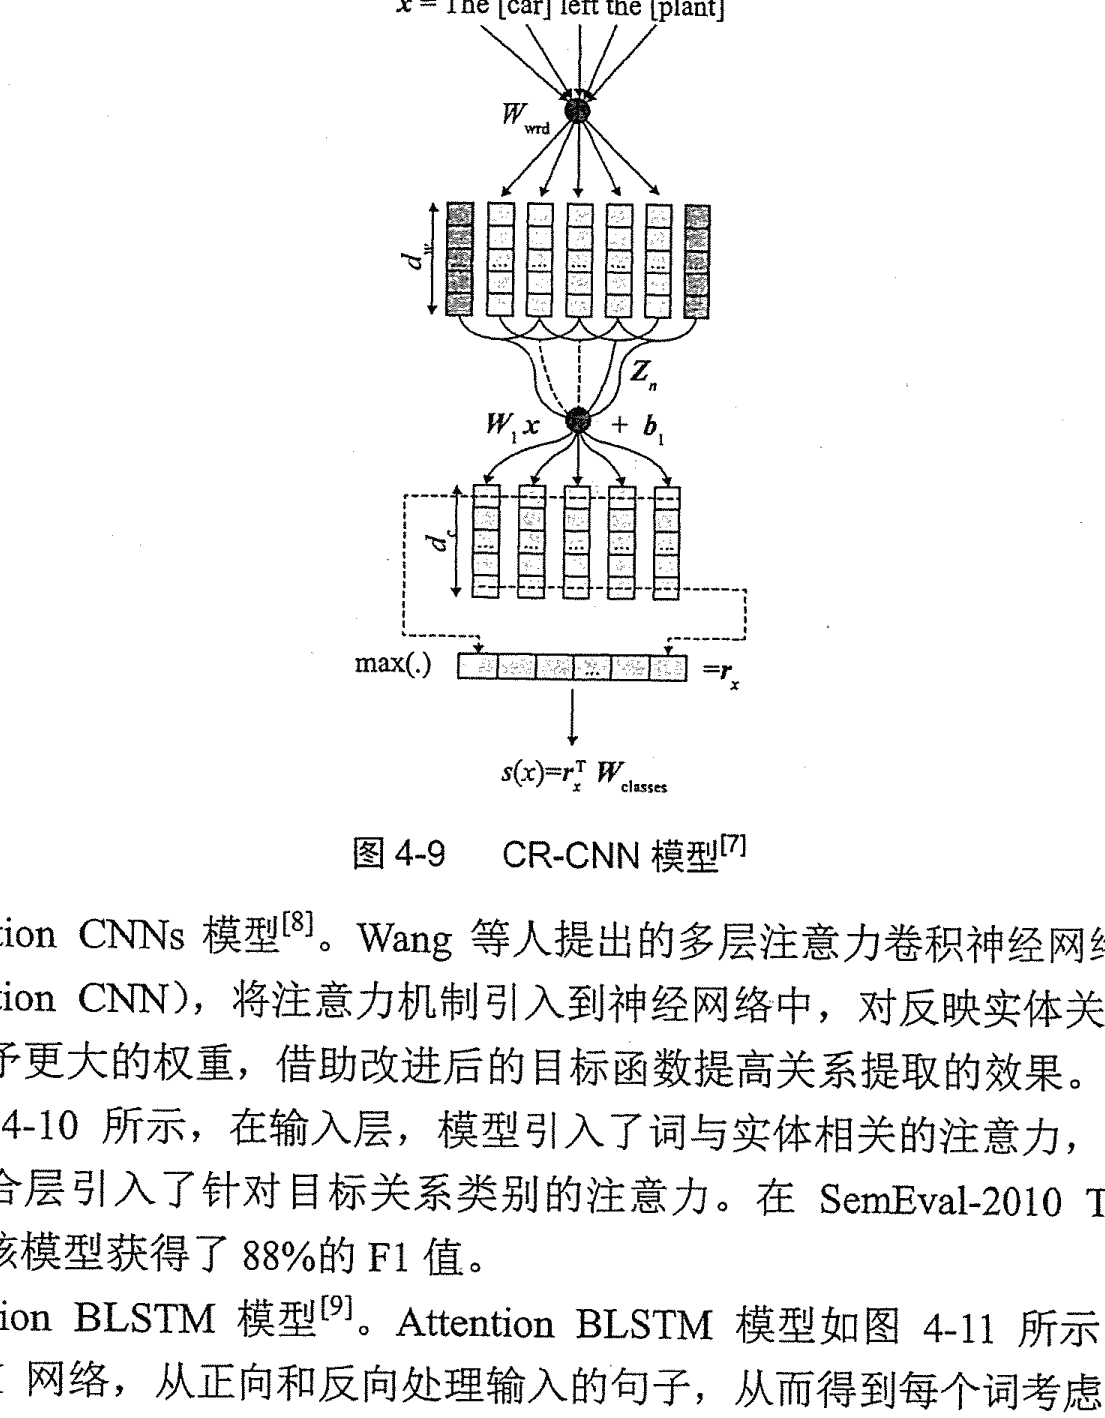 x = The [car] left the [plant]
W_wrd
d_w
Z_n
W_1 x + b_1
d_c
max(.) =r_x
s(x)=r_x^T W_classes
图 4-9 CR-CNN 模型[7]
tion CNNs 模型[8]。Wang 等人提出的多层注意力卷积神经网络
tion CNN），将注意力机制引入到神经网络中，对反映实体关
予更大的权重，借助改进后的目标函数提高关系提取的效果。
4-10 所示，在输入层，模型引入了词与实体相关的注意力，
合层引入了针对目标关系类别的注意力。在 SemEval-2010 T
该模型获得了 88%的 F1 值。
tion BLSTM 模型[9]。Attention BLSTM 模型如图 4-11 所示
网络，从正向和反向处理输入的句子，从而得到每个词考虑